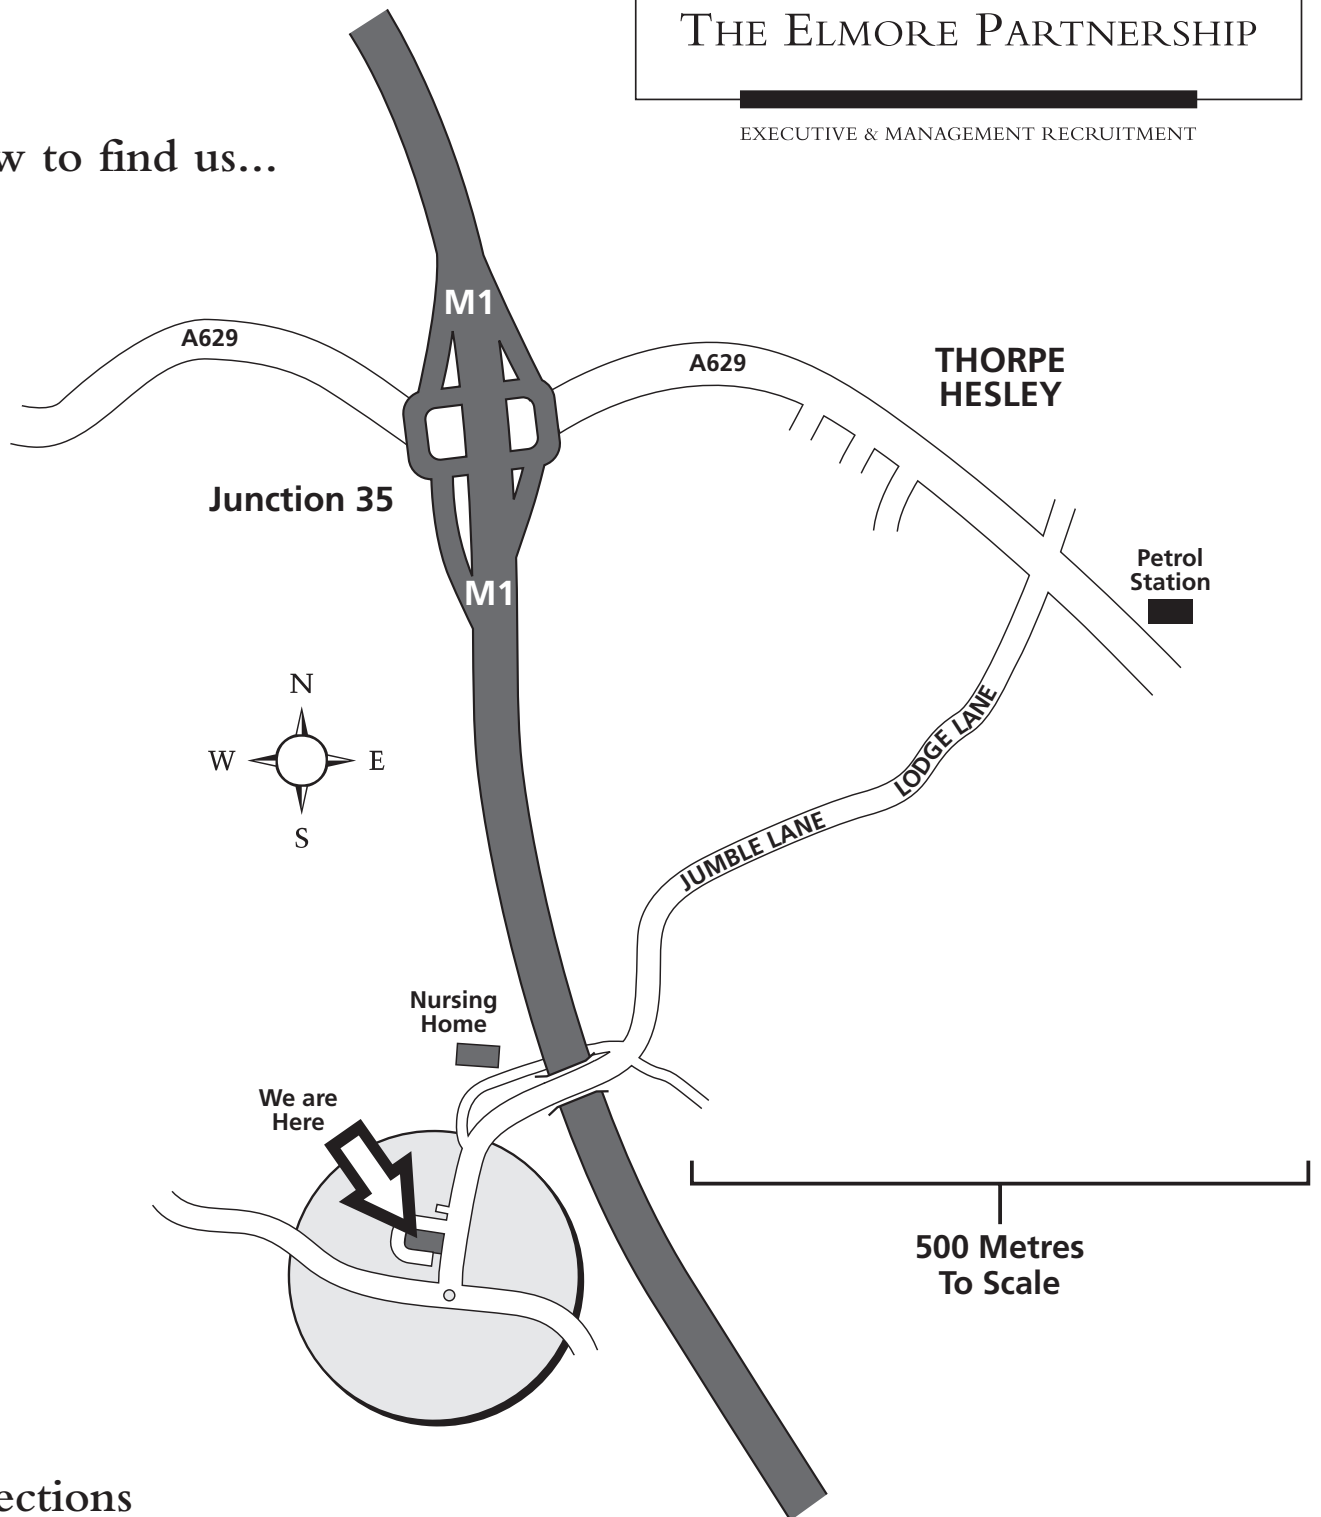 THE ELMORE PARTNERSHIP
EXECUTIVE & MANAGEMENT RECRUITMENT
w to find us...
M1
A629
A629
THORPE
HESLEY
Junction 35
Petrol
Station
M1
N
W
E
S
LODGE LANE
JUMBLE LANE
Nursing
Home
We are
Here
500 Metres
To Scale
ections